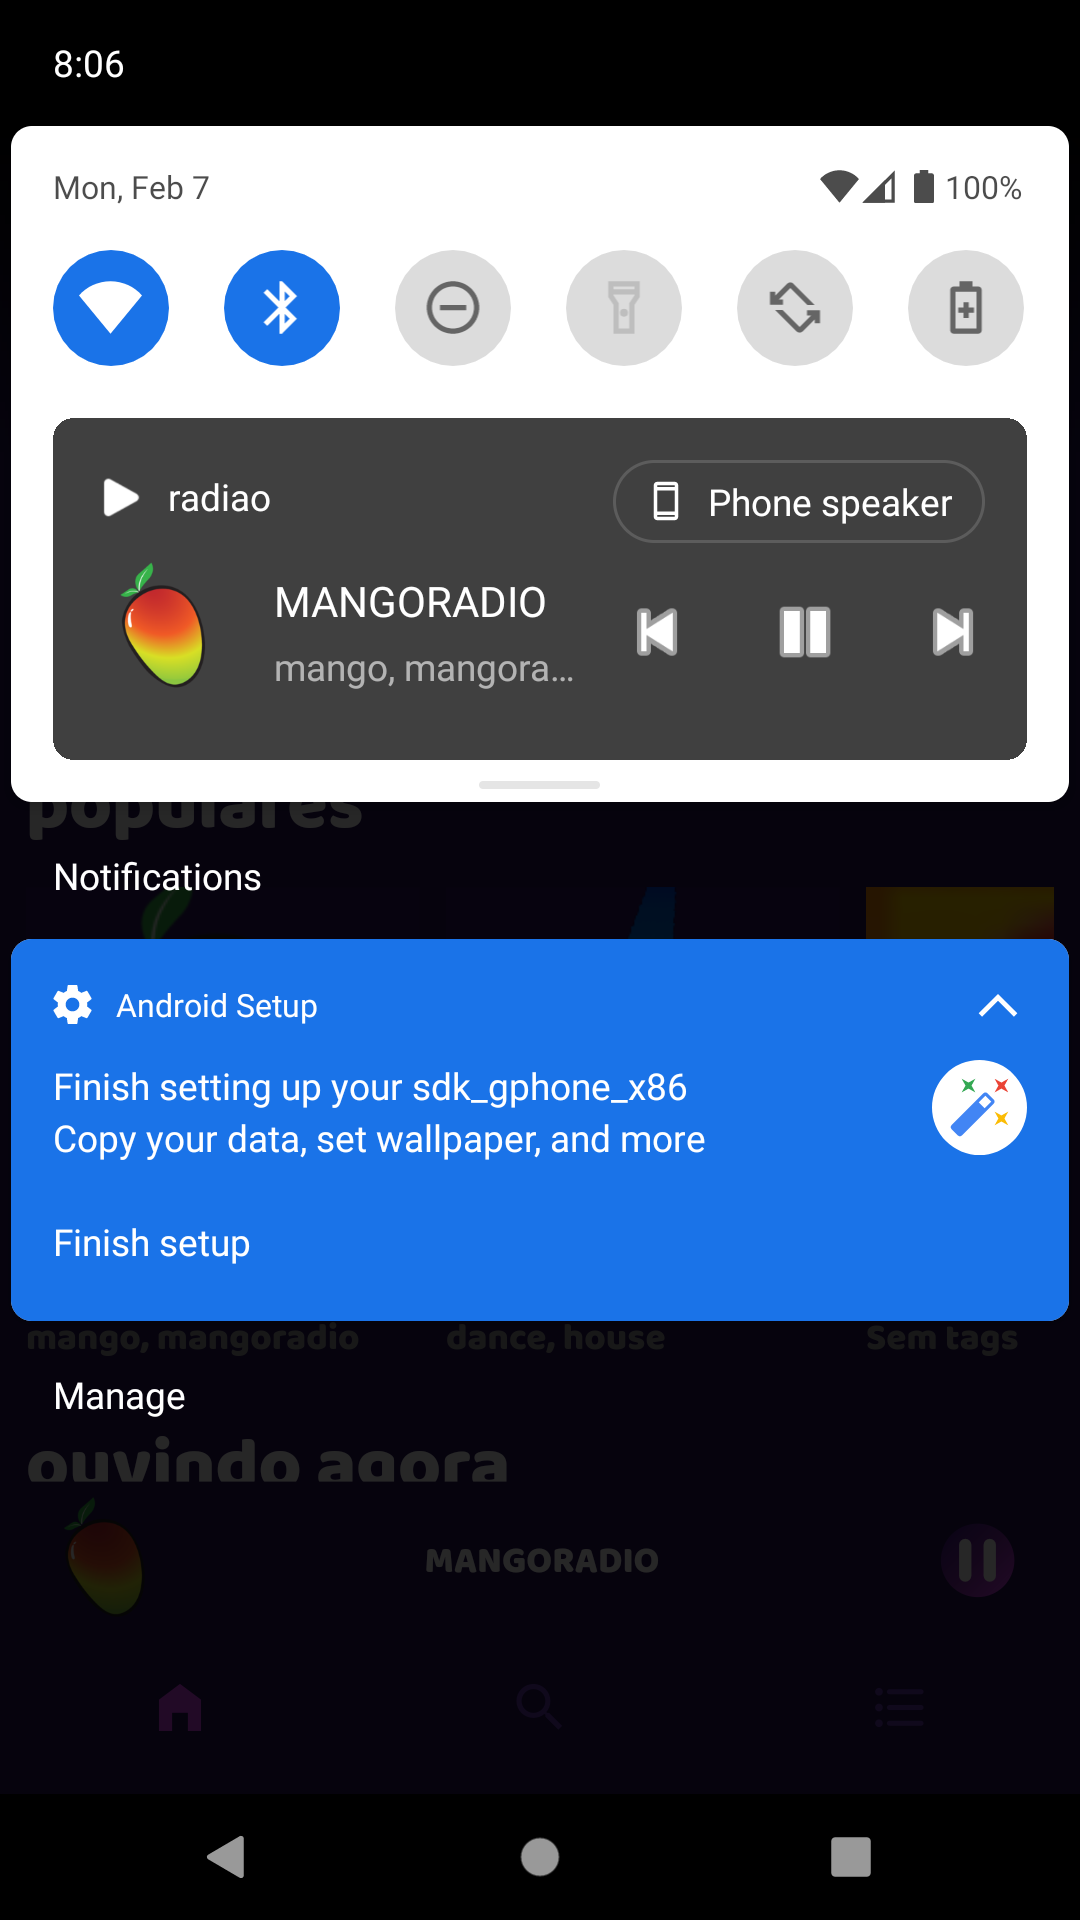 8:06
Mon, Feb 7
100%
radiao
Phone speaker
MANGORADIO
mango, mangora...
populares
Notifications
Android Setup
Finish setting up your sdk_gphone_x86
Copy your data, set wallpaper, and more
Finish setup
mango, mangoradio
dance, house
Sem tags
Manage
ouvindo agora
MANGORADIO